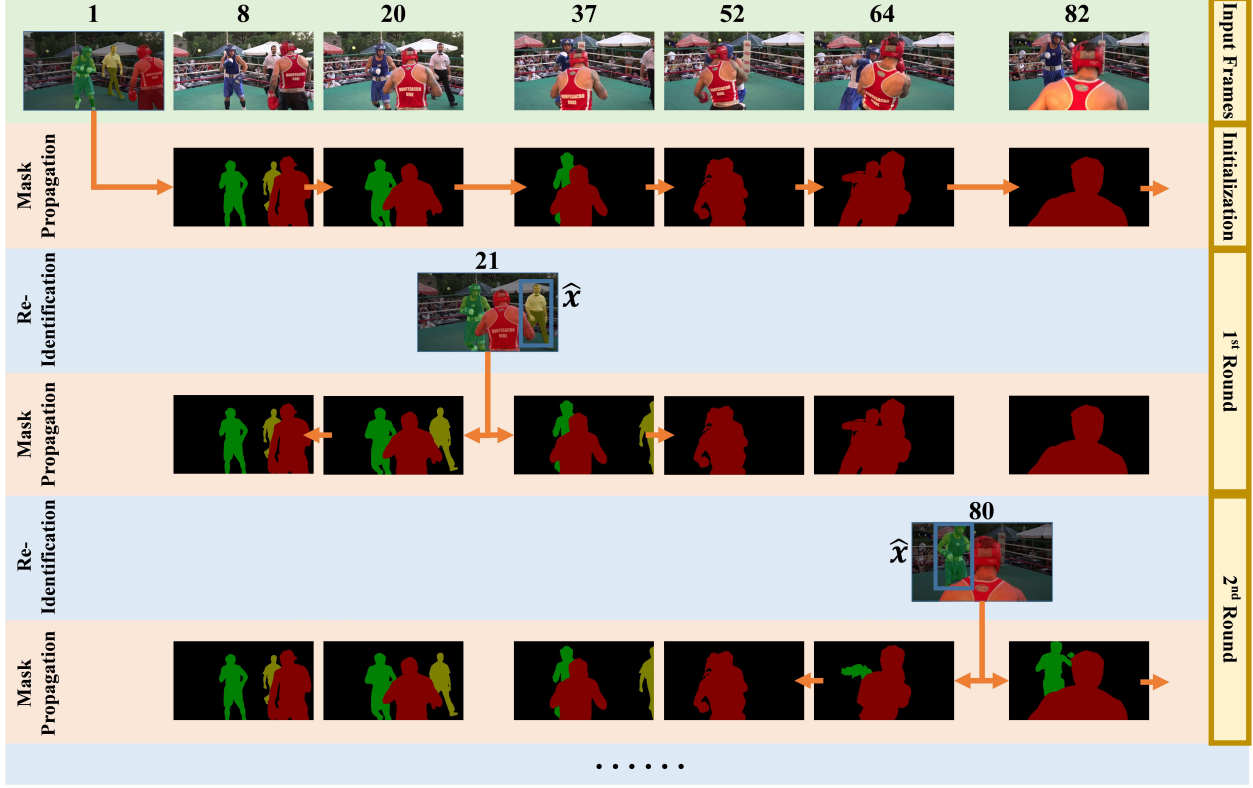 1 8 20 37 52 64 82
Input Frames
Mask
Propagation
Initialization
Re-
Identification
21
x̂
1st Round
Mask
Propagation
Re-
Identification
80
x̂
2nd Round
Mask
Propagation
......